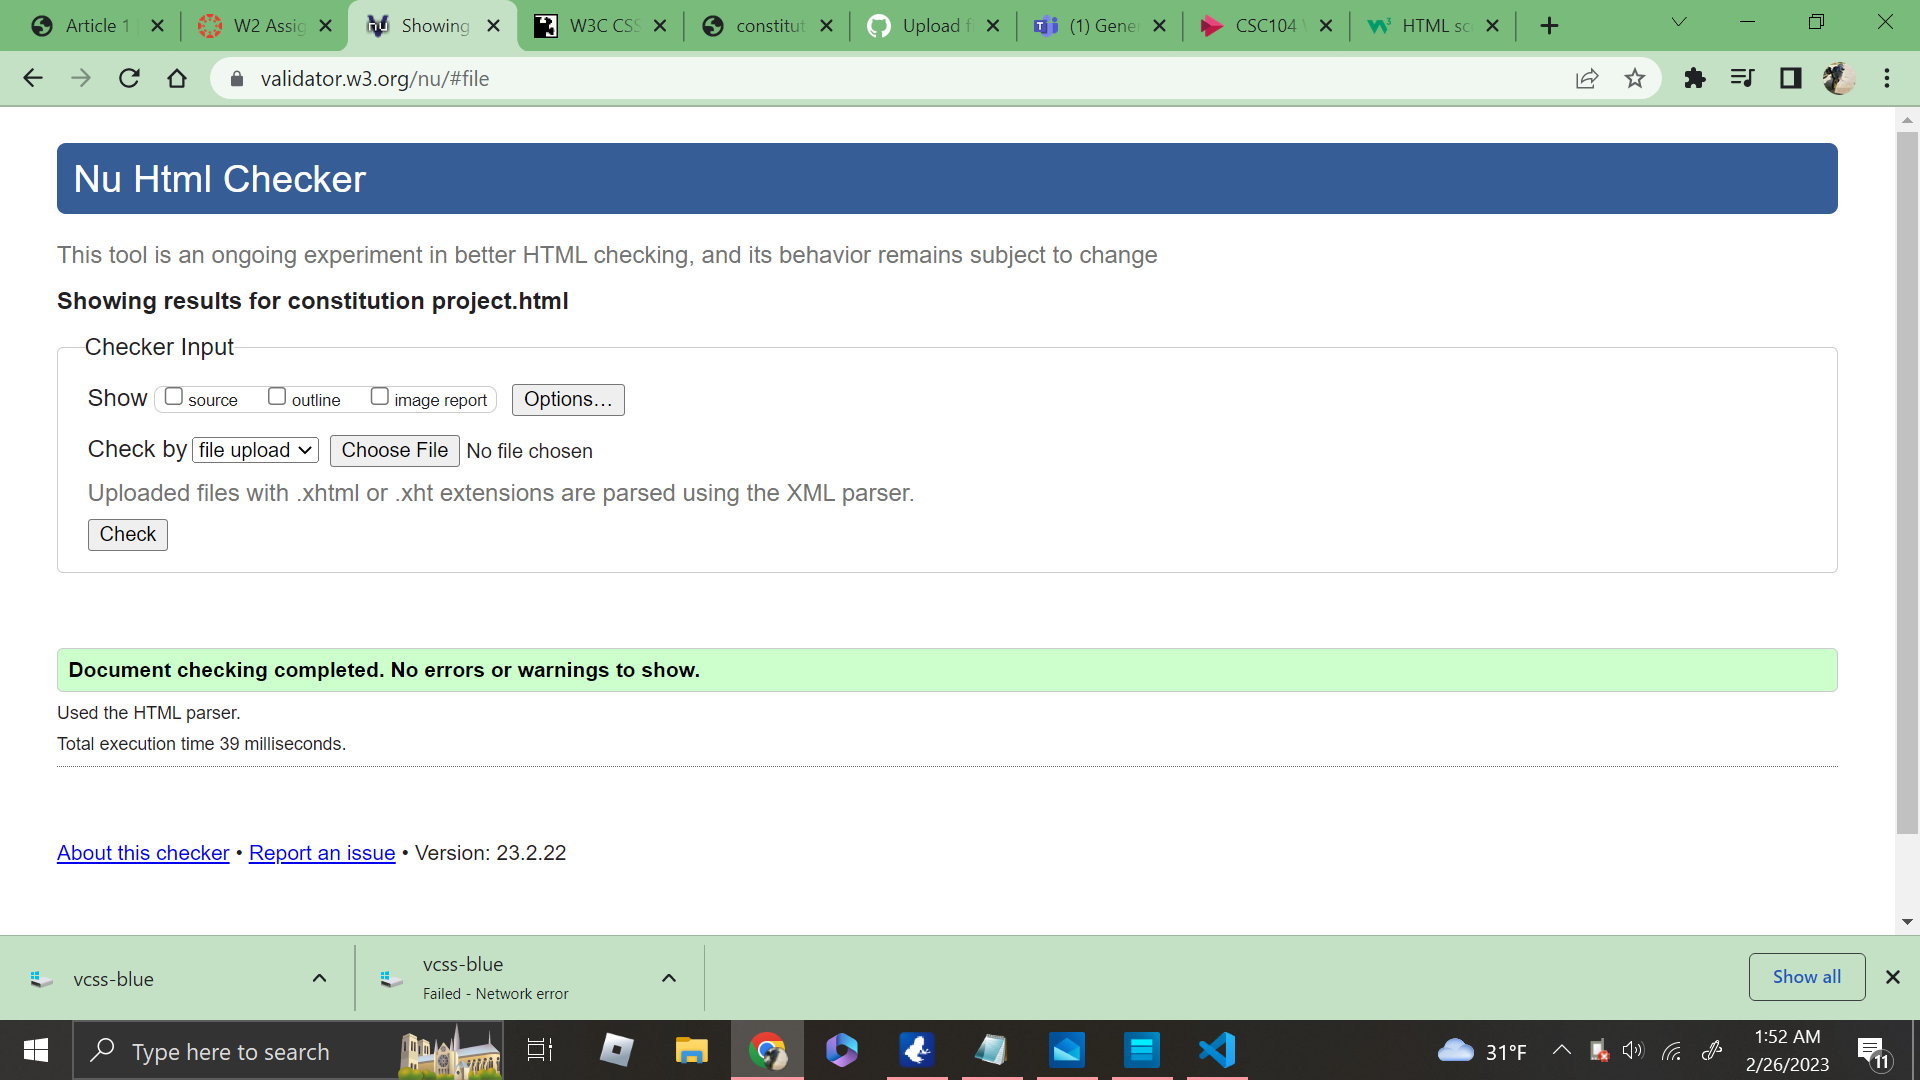 Article 1
W2 Assig
Showing
W3C CSS
constitut
Upload f
(1) Gene
CSC104
HTML sc
validator.w3.org/nu/#file
Nu Html Checker
This tool is an ongoing experiment in better HTML checking, and its behavior remains subject to change
Showing results for constitution project.html
Checker Input
Show source outline image report Options...
Check by file upload Choose File No file chosen
Uploaded files with .xhtml or .xht extensions are parsed using the XML parser.
Check
Document checking completed. No errors or warnings to show.
Used the HTML parser.
Total execution time 39 milliseconds.
About this checker • Report an issue • Version: 23.2.22
vcss-blue
vcss-blue
Failed - Network error
Show all
Type here to search
31°F
1:52 AM
2/26/2023
11